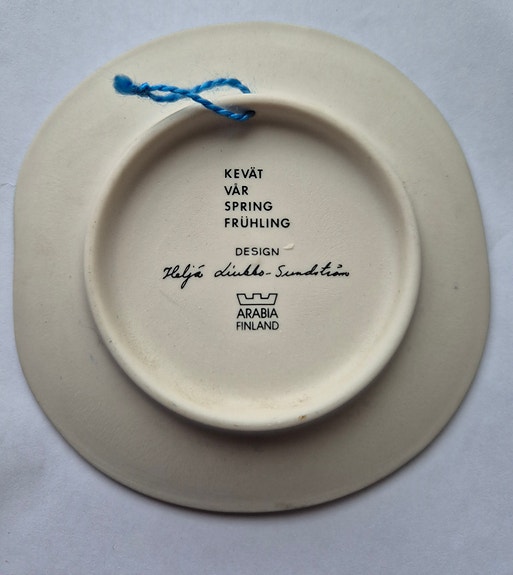 KEVÄT
VÅR
SPRING
FRÜHLING
DESIGN
Heljä Liukko-Sundström
ARABIA
FINLAND